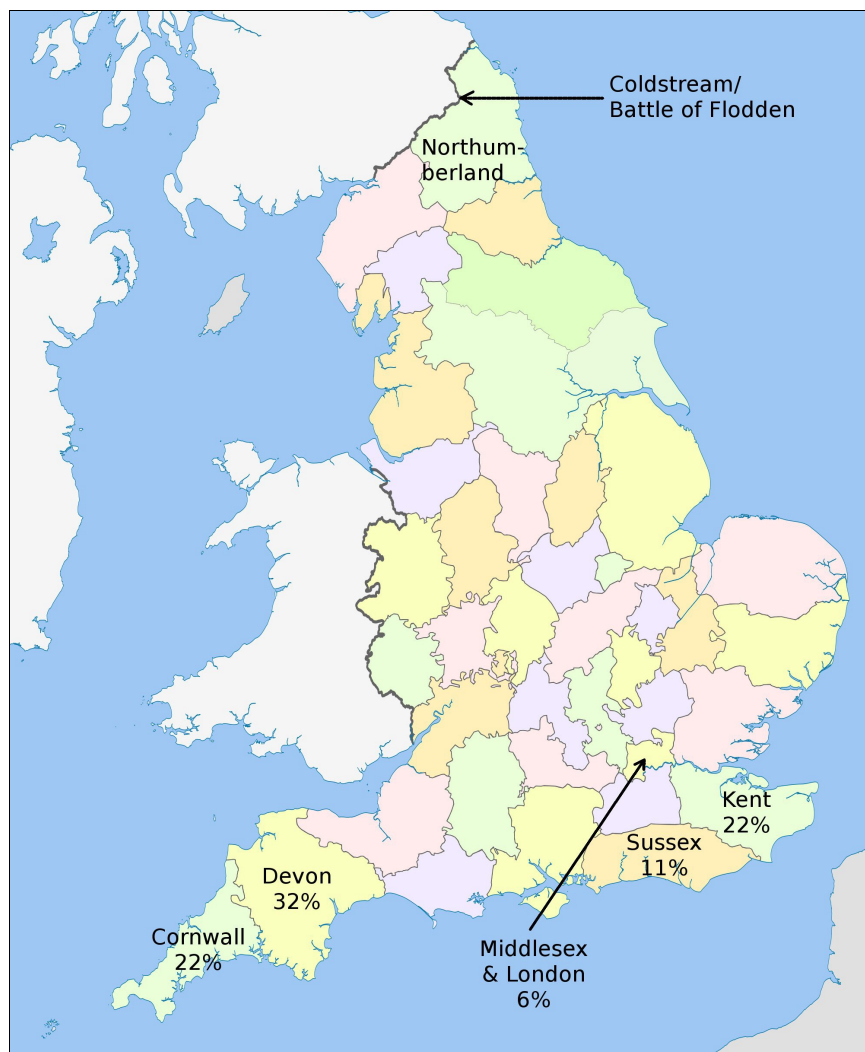 Coldstream/
Battle of Flodden
Northum-
berland
Kent
22%
Sussex
11%
Devon
32%
Cornwall
22%
Middlesex
& London
6%